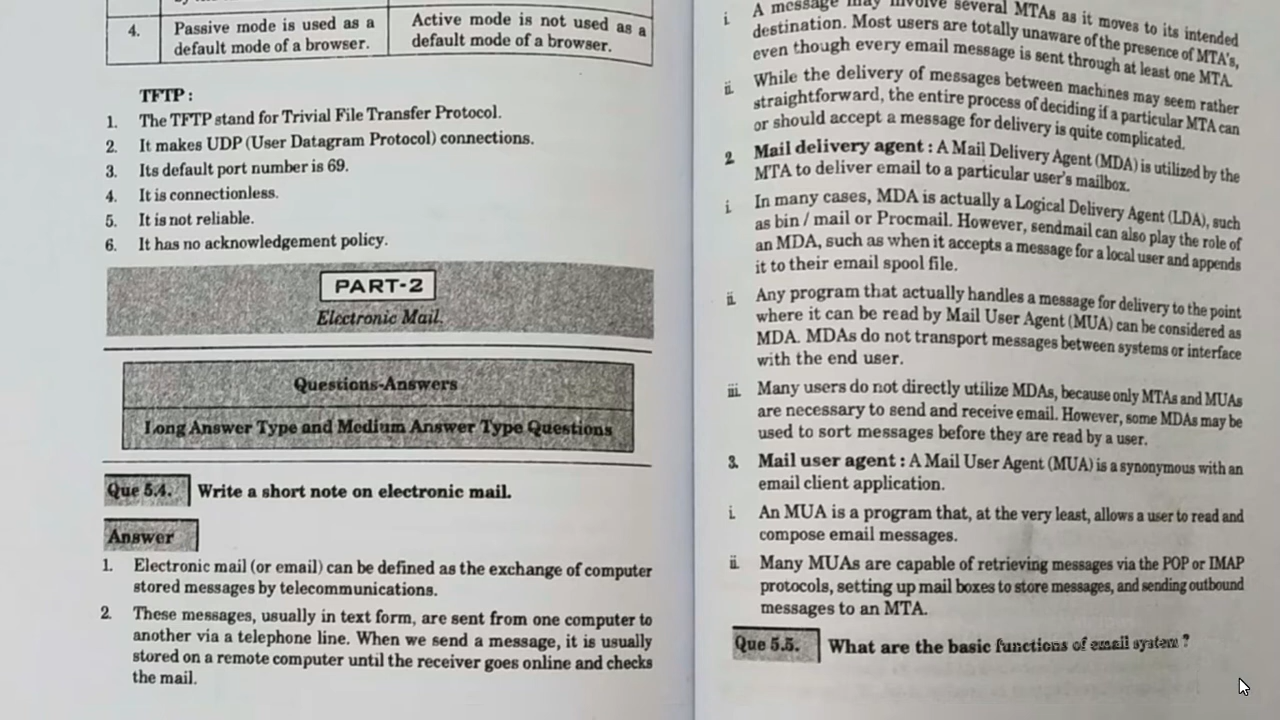 4. Passive mode is used as a
default mode of a browser.
Active mode is not used as a
default mode of a browser.
TFTP :
1. The TFTP stand for Trivial File Transfer Protocol.
2. It makes UDP (User Datagram Protocol) connections.
3. Its default port number is 69.
4. It is connectionless.
5. It is not reliable.
6. It has no acknowledgement policy.
PART-2
Electronic Mail.
Questions-Answers
Long Answer Type and Medium Answer Type Questions
Que 5.4. Write a short note on electronic mail.
Answer
1. Electronic mail (or email) can be defined as the exchange of computer
stored messages by telecommunications.
2. These messages, usually in text form, are sent from one computer to
another via a telephone line. When we send a message, it is usually
stored on a remote computer until the receiver goes online and checks
the mail.
i. A message may involve several MTAs as it moves to its intended
destination. Most users are totally unaware of the presence of MTA's,
even though every email message is sent through at least one MTA.
ii. While the delivery of messages between machines may seem rather
straightforward, the entire process of deciding if a particular MTA can
or should accept a message for delivery is quite complicated.
2. Mail delivery agent : A Mail Delivery Agent (MDA) is utilized by the
MTA to deliver email to a particular user's mailbox.
i. In many cases, MDA is actually a Logical Delivery Agent (LDA), such
as bin / mail or Procmail. However, sendmail can also play the role of
an MDA, such as when it accepts a message for a local user and appends
it to their email spool file.
ii. Any program that actually handles a message for delivery to the point
where it can be read by Mail User Agent (MUA) can be considered as
MDA. MDAs do not transport messages between systems or interface
with the end user.
iii. Many users do not directly utilize MDAs, because only MTAs and MUAs
are necessary to send and receive email. However, some MDAs may be
used to sort messages before they are read by a user.
3. Mail user agent : A Mail User Agent (MUA) is a synonymous with an
email client application.
i. An MUA is a program that, at the very least, allows a user to read and
compose email messages.
ii. Many MUAs are capable of retrieving messages via the POP or IMAP
protocols, setting up mail boxes to store messages, and sending outbound
messages to an MTA.
Que 5.5. What are the basic functions of email system ?